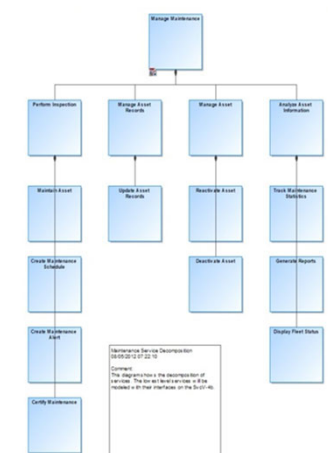 Manage Maintenance
Perform Inspection
Manage Asset
Records
Manage Asset
Analyze Asset
Information
Maintain Asset
Update Asset
Records
Reactivate Asset
Track Maintenance
Statistics
Create Maintenance
Schedule
Deactivate Asset
Generate Reports
Create Maintenance
Alert
Display Fleet Status
Certify Maintenance
Maintenance Service Decomposition
Comment:
The diagram shows the decomposition of
services. The lowest level services will be
modeled with their interfaces on the